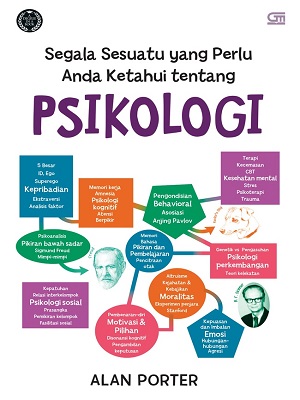 Segala Sesuatu yang Perlu
Anda Ketahui tentang
PSIKOLOGI
5 Besar
ID, Ego
Superego
Kepribadian
Ekstraversi
Analisis faktor
Memori kerja
Amnesia
Psikologi
kognitif
Atensi
Berpikir
Pengondisian
Behavioral
Asosiasi
Anjing Pavlov
Terapi
Kecemasan
CBT
Kesehatan mental
Stres
Psikoterapi
Trauma
Psikoanalisis
Pikiran bawah sadar
Sigmund Freud
Mimpi-mimpi
Memori
Bahasa
Pikiran dan
Pembelajaran
Pencitraan
otak
Genetik vs Pengasuhan
Psikologi
perkembangan
Teori kelekatan
Kepatuhan
Relasi interkelompok
Psikologi sosial
Prasangka
Pemikiran kelompok
Fasilitasi sosial
Altruisme
Kejahatan &
Kebajikan
Moralitas
Eksperimen penjara
Stanford
Pembenaran-diri
Motivasi &
Pilihan
Disonansi kognitif
Pengambilan
keputusan
Kepuasan dan
Imbalan
Emosi
Hubungan-
hubungan
Agresi
ALAN PORTER